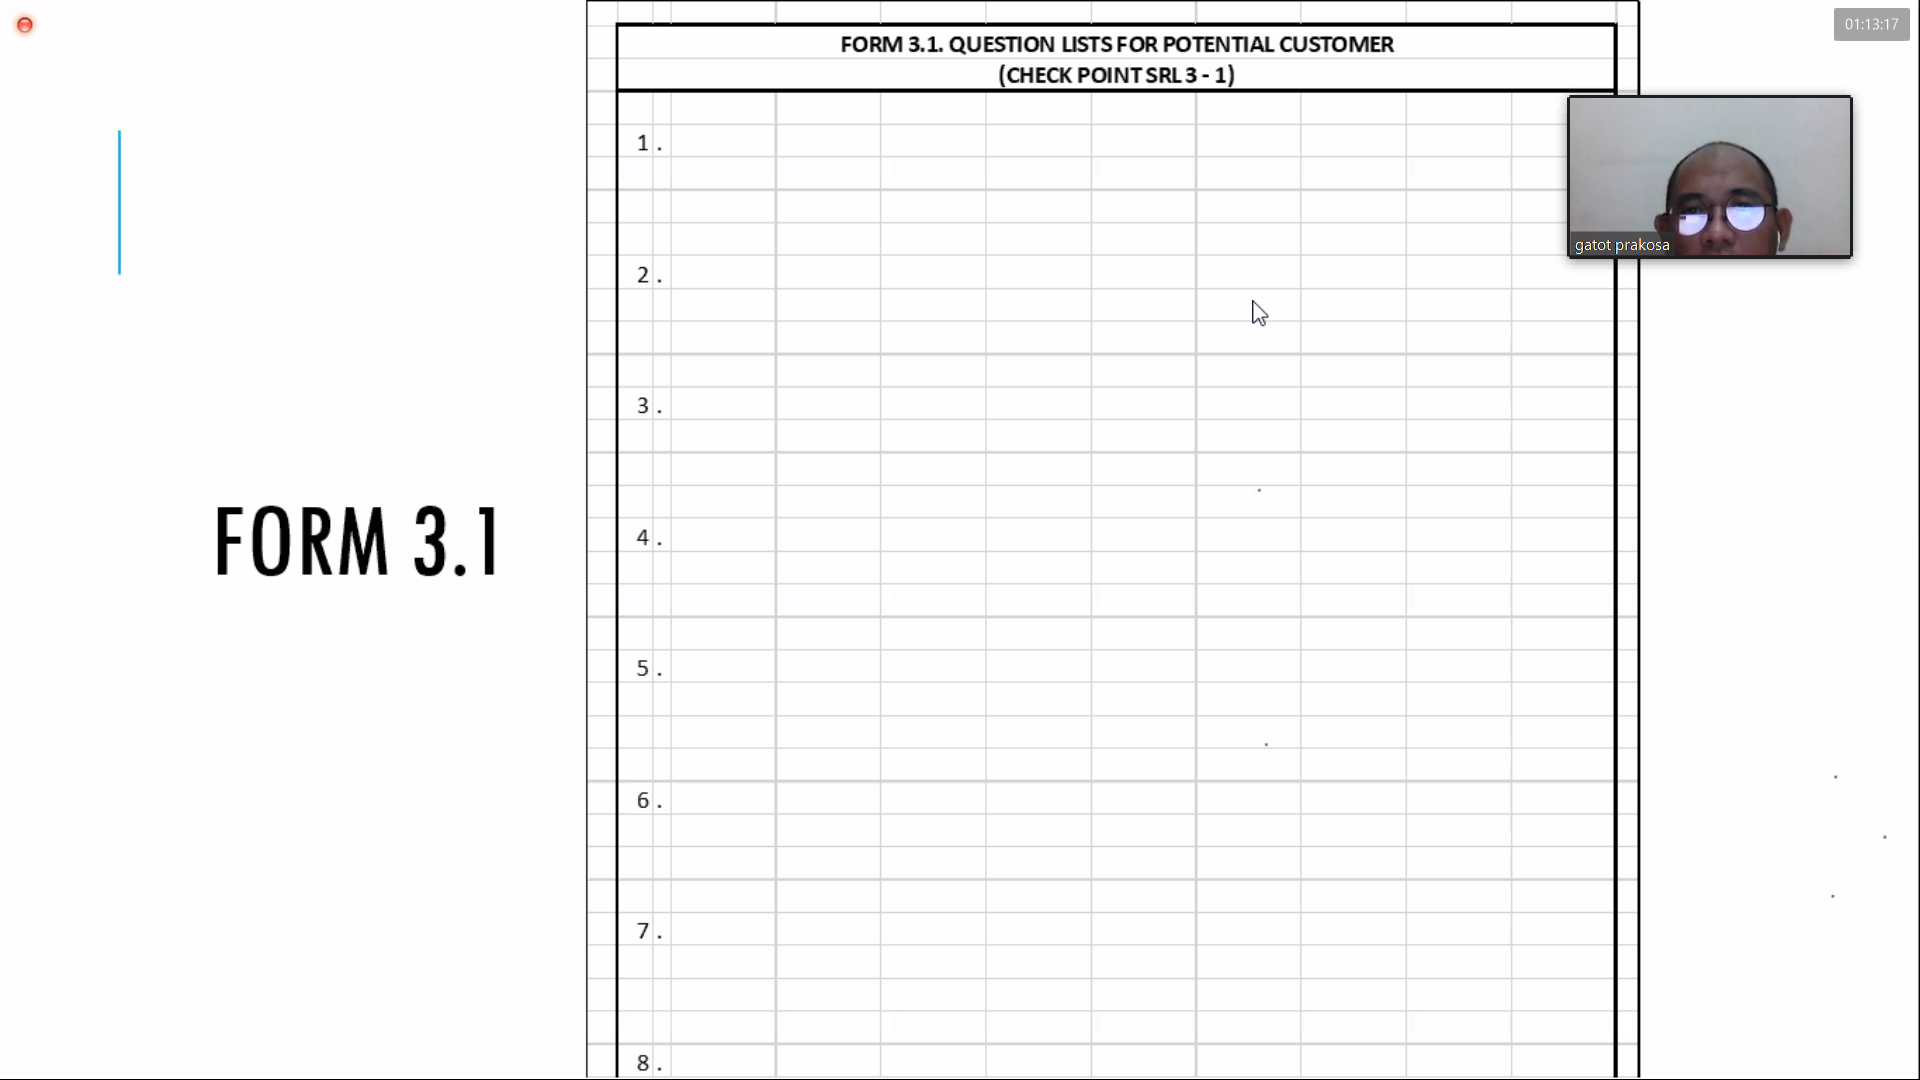 01:13:17
FORM 3.1. QUESTION LISTS FOR POTENTIAL CUSTOMER
(CHECK POINT SRL 3 - 1)
gatot prakosa
FORM 3.1
1.
2.
3.
4.
5.
6.
7.
8.